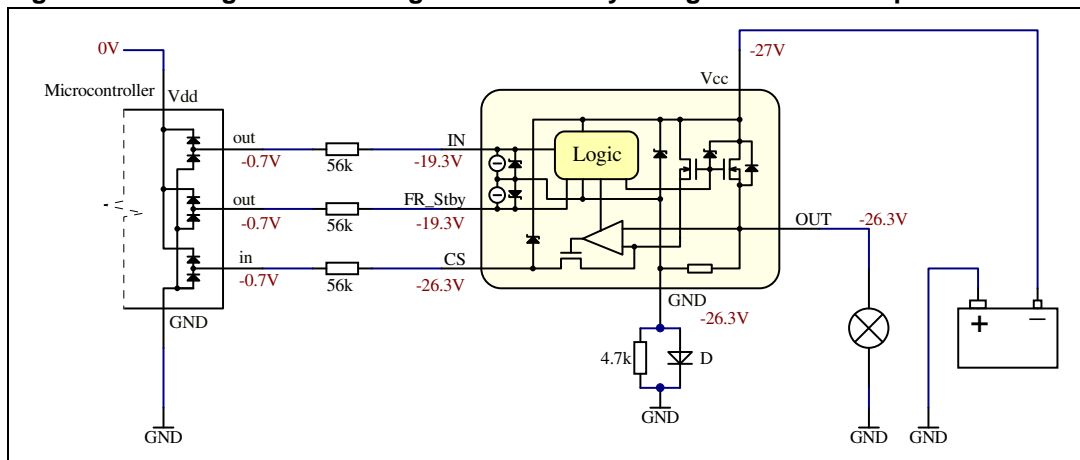 0V
-27V
Microcontroller
Vdd
Vcc
out
-0.7V
56k
IN
-19.3V
Logic
out
-0.7V
56k
FR_Stby
-19.3V
OUT
-26.3V
in
-0.7V
56k
CS
-26.3V
GND
GND
-26.3V
+
−
4.7k
D
GND
GND
GND
GND